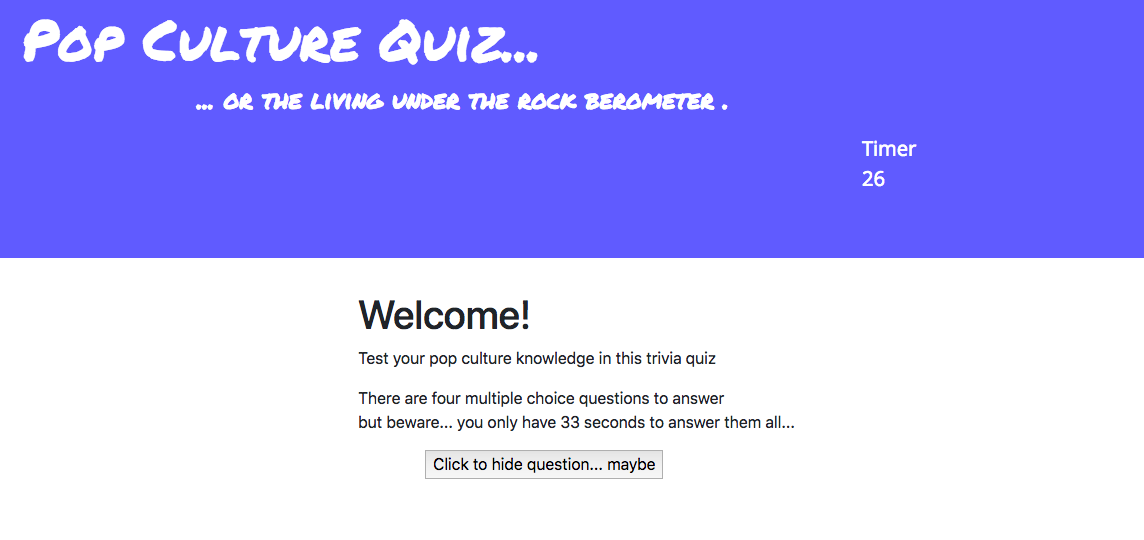 Pop Culture Quiz...
... or the living under the rock berometer .
Timer
26
Welcome!
Test your pop culture knowledge in this trivia quiz
There are four multiple choice questions to answer
but beware... you only have 33 seconds to answer them all...
Click to hide question... maybe